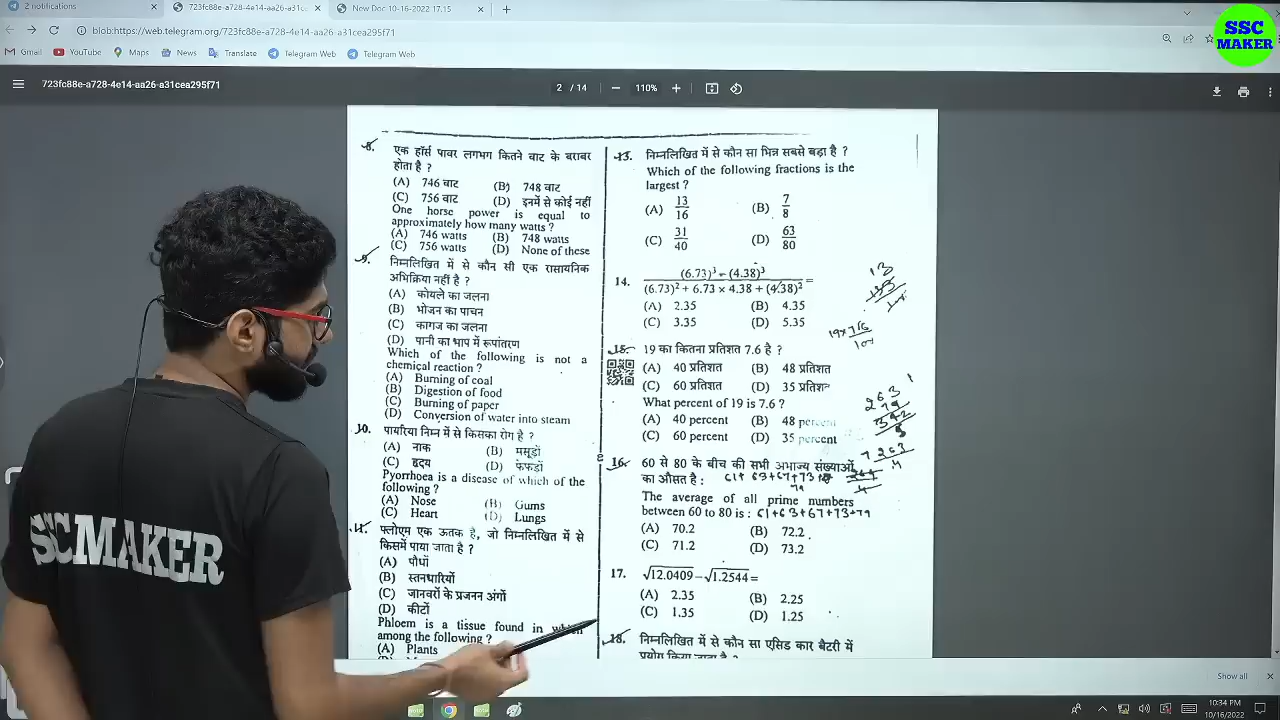 2 notifications
723fc88e-a728-4e14-aa26-a31c
New Doc 10-16-2022 17.15
blob:https://web.telegram.org/723fc88e-a728-4e14-aa26-a31cea295f71
Gmail
YouTube
Maps
News
Translate
Telegram Web
Telegram Web
SSC
MAKER
723fc88e-a728-4e14-aa26-a31cea295f71
2 / 14
110%
8. एक हॉर्स पावर लगभग कितने वाट के बराबर
होता है ?
(A) 746 वाट (B) 748 वाट
(C) 756 वाट (D) इनमें से कोई नहीं
One horse power is equal to
approximately how many watts ?
(A) 746 watts (B) 748 watts
(C) 756 watts (D) None of these
9. निम्नलिखित में से कौन सी एक रासायनिक
अभिक्रिया नहीं है ?
(A) कोयले का जलना
(B) भोजन का पाचन
(C) कागज का जलना
(D) पानी का भाप में रूपांतरण
Which of the following is not a
chemical reaction ?
(A) Burning of coal
(B) Digestion of food
(C) Burning of paper
(D) Conversion of water into steam
10. पायरिया निम्न में से किसका रोग है ?
(A) नाक (B) मसूड़ों
(C) हृदय (D) फेफड़ों
Pyorrhoea is a disease of which of the
following ?
(A) Nose (B) Gums
(C) Heart (D) Lungs
11. फ्लोएम एक ऊतक है, जो निम्नलिखित में से
किसमें पाया जाता है ?
(A) पौधों
(B) स्तनधारियों
(C) जानवरों के प्रजनन अंगों
(D) कीटों
Phloem is a tissue found in which
among the following ?
(A) Plants
13. निम्नलिखित में से कौन सा भिन्न सबसे बड़ा है ?
Which of the following fractions is the
largest ?
(A) 13/16 (B) 7/8
(C) 31/40 (D) 63/80
14. (6.73)³ - (4.38)³ / (6.73)² + 6.73 × 4.38 + (4.38)² =
(A) 2.35 (B) 4.35
(C) 3.35 (D) 5.35
15. 19 का कितना प्रतिशत 7.6 है ?
(A) 40 प्रतिशत (B) 48 प्रतिशत
(C) 60 प्रतिशत (D) 35 प्रतिशत
What percent of 19 is 7.6 ?
(A) 40 percent (B) 48 percent
(C) 60 percent (D) 35 percent
16. 60 से 80 के बीच की सभी अभाज्य संख्याओं
का औसत है : 61+63+67+73+
79
The average of all prime numbers
between 60 to 80 is : 61+63+67+73+79
(A) 70.2 (B) 72.2
(C) 71.2 (D) 73.2
17. √12.0409 - √1.2544 =
(A) 2.35 (B) 2.25
(C) 1.35 (D) 1.25
18. निम्नलिखित में से कौन सा एसिड कार बैटरी में
SSCMAKER
Show all
10:34 PM
10/16/2022